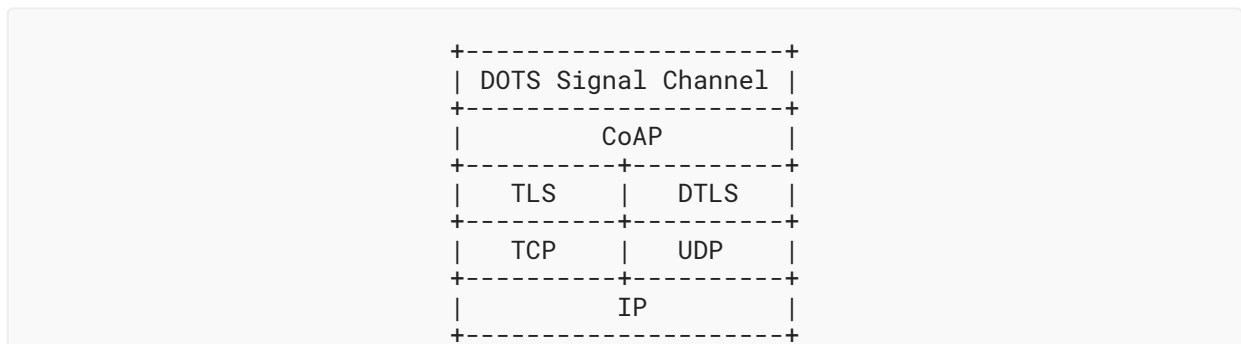 +---------------------+
| DOTS Signal Channel |
+---------------------+
|         CoAP        |
+----------+----------+
|   TLS    |   DTLS   |
+----------+----------+
|   TCP    |   UDP    |
+----------+----------+
|          IP         |
+---------------------+